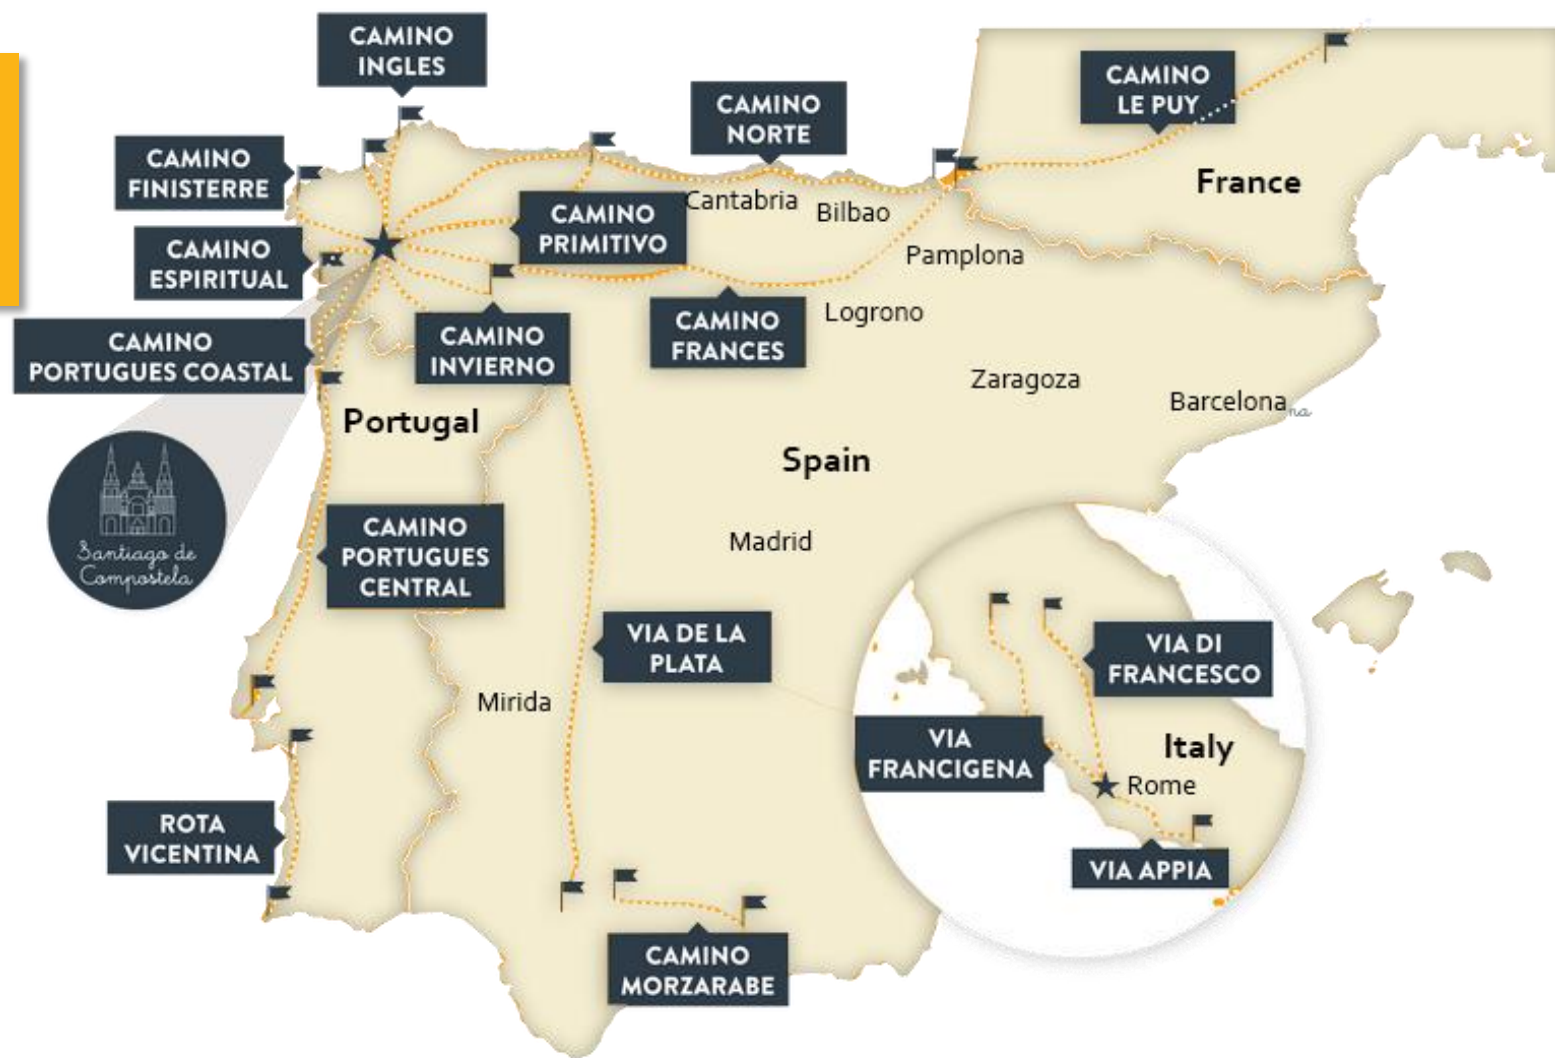 CAMINO
INGLES
CAMINO
LE PUY
CAMINO
NORTE
CAMINO
FINISTERRE
France
Cantabria
Bilbao
CAMINO
PRIMITIVO
CAMINO
ESPIRITUAL
Pamplona
Logrono
CAMINO
FRANCES
CAMINO
INVIERNO
CAMINO
PORTUGUES COASTAL
Zaragoza
Barcelona
na
Portugal
Spain
Santiago de
Compostela
CAMINO
PORTUGUES
CENTRAL
Madrid
VIA DE LA
PLATA
VIA DI
FRANCESCO
Mirida
VIA
FRANCIGENA
Italy
Rome
ROTA
VICENTINA
VIA APPIA
CAMINO
MORZARABE